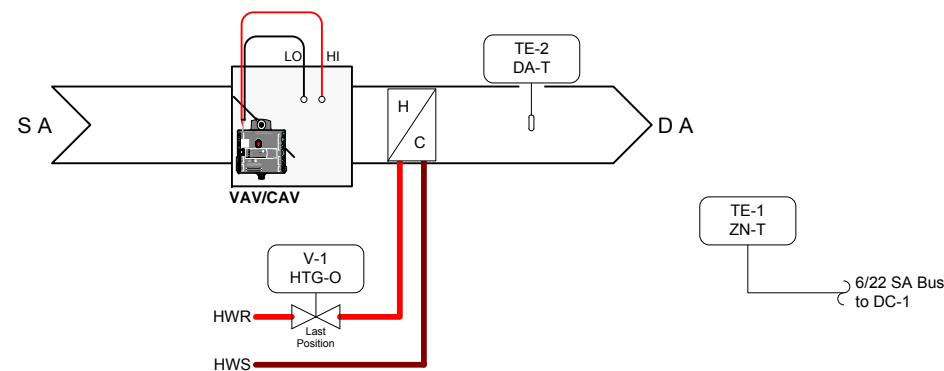 LO HI
TE-2
DA-T
S A
H
C
D A
VAV/CAV
TE-1
ZN-T
V-1
HTG-O
6/22 SA Bus
to DC-1
HWR
Last
Position
HWS